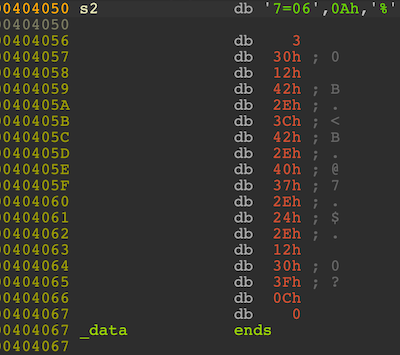 00404050 s2 db '7=06',0Ah,'%'
00404050
00404056 db 3
00404057 db 30h ; 0
00404058 db 12h
00404059 db 42h ; B
0040405A db 2Eh ; .
0040405B db 3Ch ; <
0040405C db 42h ; B
0040405D db 2Eh ; .
0040405E db 40h ; @
0040405F db 37h ; 7
00404060 db 2Eh ; .
00404061 db 24h ; $
00404062 db 2Eh ; .
00404063 db 12h
00404064 db 30h ; 0
00404065 db 3Fh ; ?
00404066 db 0Ch
00404067 db 0
00404067 _data ends
00404067